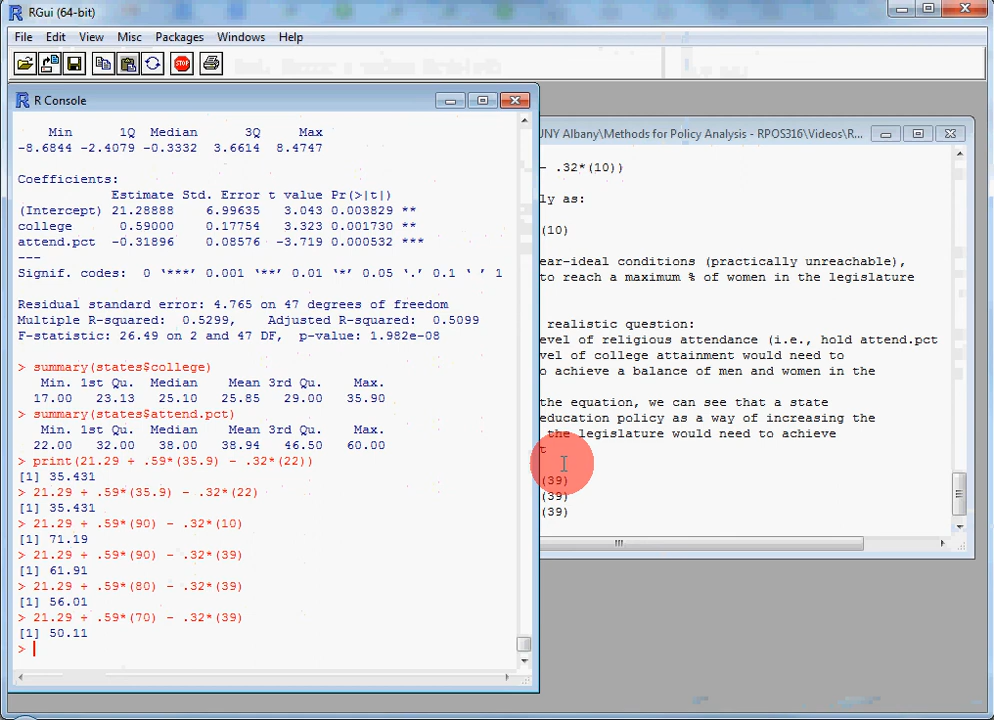 RGui (64-bit)
File Edit View Misc Packages Windows Help
STOP
R Console
Min 1Q Median 3Q Max
-8.6844 -2.4079 -0.3332 3.6614 8.4747
Coefficients:
Estimate Std. Error t value Pr(>|t|)
(Intercept) 21.28888 6.99635 3.043 0.003829 **
college 0.59000 0.17754 3.323 0.001730 **
attend.pct -0.31896 0.08576 -3.719 0.000532 ***
---
Signif. codes: 0 '***' 0.001 '**' 0.01 '*' 0.05 '.' 0.1 ' ' 1
Residual standard error: 4.765 on 47 degrees of freedom
Multiple R-squared: 0.5299, Adjusted R-squared: 0.5099
F-statistic: 26.49 on 2 and 47 DF, p-value: 1.982e-08
> summary(states$college)
Min. 1st Qu. Median Mean 3rd Qu. Max.
17.00 23.13 25.10 25.85 29.00 35.90
> summary(states$attend.pct)
Min. 1st Qu. Median Mean 3rd Qu. Max.
22.00 32.00 38.00 38.94 46.50 60.00
> print(21.29 + .59*(35.9) - .32*(22))
[1] 35.431
> 21.29 + .59*(35.9) - .32*(22)
[1] 35.431
> 21.29 + .59*(90) - .32*(10)
[1] 71.19
> 21.29 + .59*(90) - .32*(39)
[1] 61.91
> 21.29 + .59*(80) - .32*(39)
[1] 56.01
> 21.29 + .59*(70) - .32*(39)
[1] 50.11
>
UNY Albany\Methods for Policy Analysis - RPOS316\Videos\R...
- .32*(10))
ly as:
(10)
ear-ideal conditions (practically unreachable),
to reach a maximum % of women in the legislature
realistic question:
evel of religious attendance (i.e., hold attend.pct
vel of college attainment would need to
o achieve a balance of men and women in the
the equation, we can see that a state
education policy as a way of increasing the
the legislature would need to achieve
t
(39)
(39)
(39)